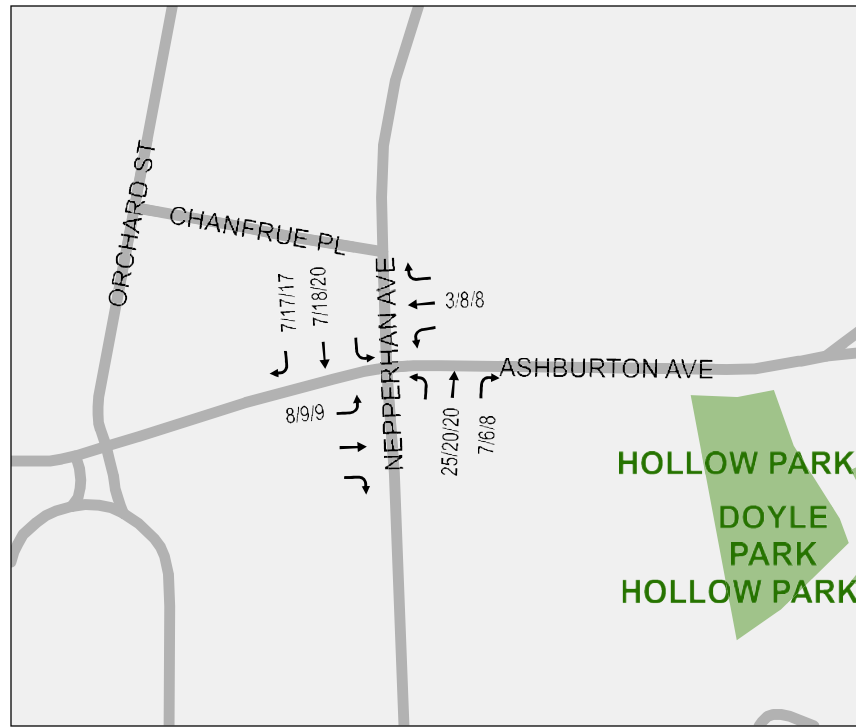 ORCHARD ST
CHANFRUE PL
NEPPERHAN AVE
7/17/17
7/18/20
3/8/8
ASHBURTON AVE
8/9/9
25/20/20
7/6/8
HOLLOW PARK
DOYLE
PARK
HOLLOW PARK